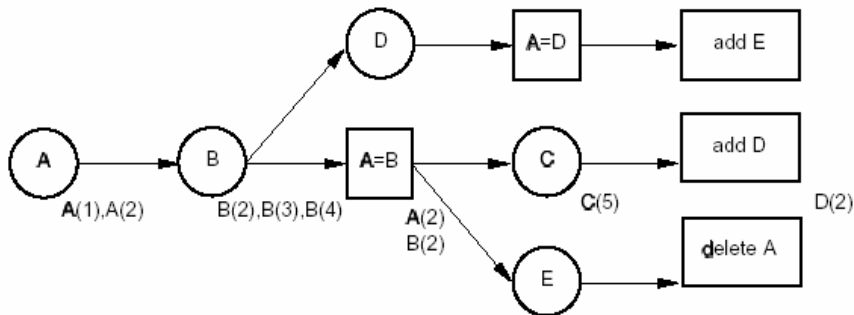 D
A=D
add E
A
B
A=B
C
add D
A(1),A(2)
B(2),B(3),B(4)
A(2)
B(2)
C(5)
D(2)
E
delete A